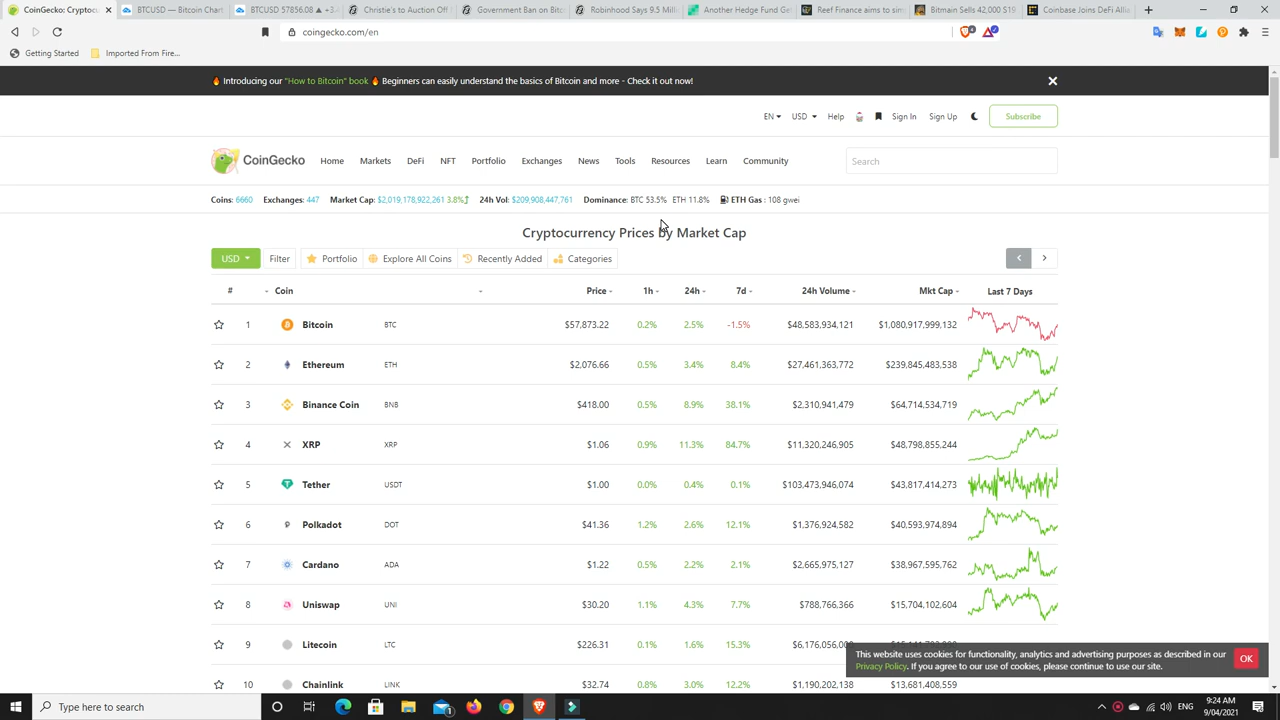 CoinGecko: Cryptocu
BTCUSD — Bitcoin Chart
BTCUSD 57856.08 ▲ +3.
Christie's to Auction Off
Government Ban on Bitc
Robinhood Says 9.5 Milli
Another Hedge Fund Get
Reef Finance aims to sim
Bitmain Sells 42,000 S19
Coinbase Joins DeFi Allia
coingecko.com/en
Getting Started
Imported From Fire...
Introducing our "How to Bitcoin" book Beginners can easily understand the basics of Bitcoin and more - Check it out now!
EN USD Help Sign In Sign Up Subscribe
CoinGecko Home Markets DeFi NFT Portfolio Exchanges News Tools Resources Learn Community Search
Coins: 6660 Exchanges: 447 Market Cap: $2,019,178,922,261 3.8% 24h Vol: $209,908,447,761 Dominance: BTC 53.5% ETH 11.8% ETH Gas : 108 gwei
Cryptocurrency Prices by Market Cap
USD Filter Portfolio Explore All Coins Recently Added Categories
# Coin Price 1h 24h 7d 24h Volume Mkt Cap Last 7 Days
1 Bitcoin BTC $57,873.22 0.2% 2.5% -1.5% $48,583,934,121 $1,080,917,999,132
2 Ethereum ETH $2,076.66 0.5% 3.4% 8.4% $27,461,363,772 $239,845,483,538
3 Binance Coin BNB $418.00 0.5% 8.9% 38.1% $2,310,941,479 $64,714,534,719
4 XRP XRP $1.06 0.9% 11.3% 84.7% $11,320,246,905 $48,798,855,244
5 Tether USDT $1.00 0.0% 0.4% 0.1% $103,473,946,074 $43,817,414,273
6 Polkadot DOT $41.36 1.2% 2.6% 12.1% $1,376,924,582 $40,593,974,894
7 Cardano ADA $1.22 0.5% 2.2% 2.1% $2,665,975,127 $38,967,595,762
8 Uniswap UNI $30.20 1.1% 4.3% 7.7% $788,766,366 $15,704,102,604
9 Litecoin LTC $226.31 0.1% 1.6% 15.3%
10 Chainlink LINK $32.74 0.8% 3.0% 12.2% $1,190,202,138 $13,681,408,559
This website uses cookies for functionality, analytics and advertising purposes as described in our
Privacy Policy. If you agree to our use of cookies, please continue to use our site.
OK
Type here to search
ENG
9:24 AM
9/04/2021